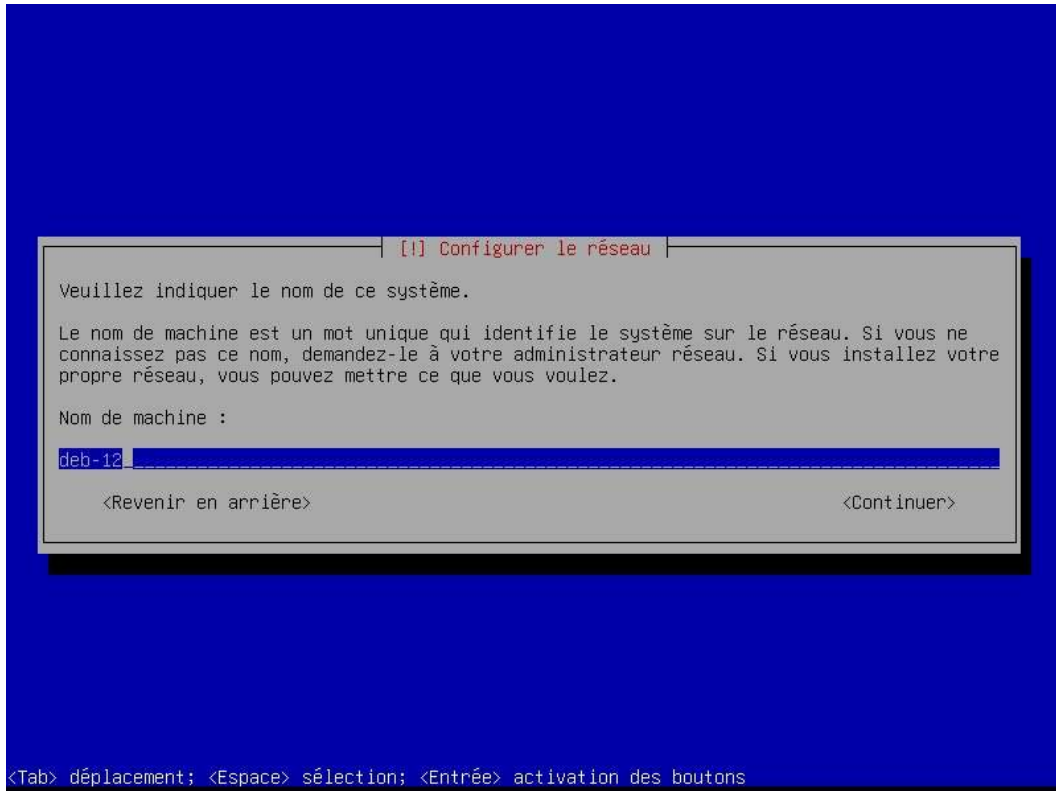 [!] Configurer le réseau
Veuillez indiquer le nom de ce système.
Le nom de machine est un mot unique qui identifie le système sur le réseau. Si vous ne
connaissez pas ce nom, demandez-le à votre administrateur réseau. Si vous installez votre
propre réseau, vous pouvez mettre ce que vous voulez.
Nom de machine :
deb-12
<Revenir en arrière> <Continuer>
<Tab> déplacement; <Espace> sélection; <Entrée> activation des boutons